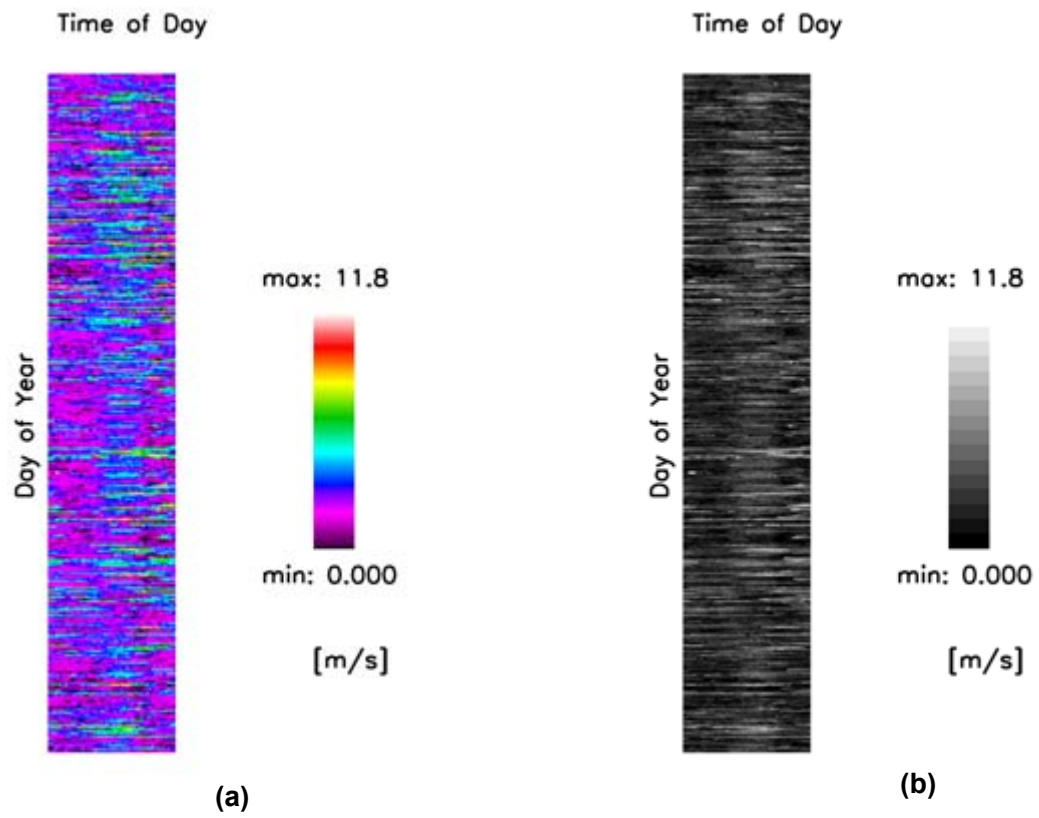 Time of Day
Day of Year
max: 11.8
min: 0.000
[m/s]
(a)
Time of Day
Day of Year
max: 11.8
min: 0.000
[m/s]
(b)